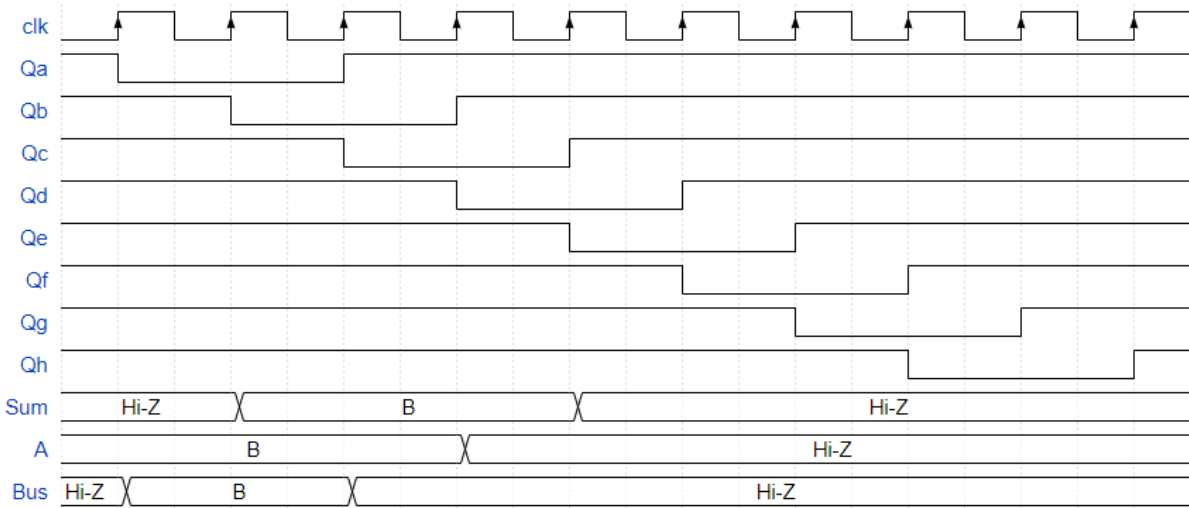 clk
Qa
Qb
Qc
Qd
Qe
Qf
Qg
Qh
Sum Hi-Z B Hi-Z
A B Hi-Z
Bus Hi-Z B Hi-Z